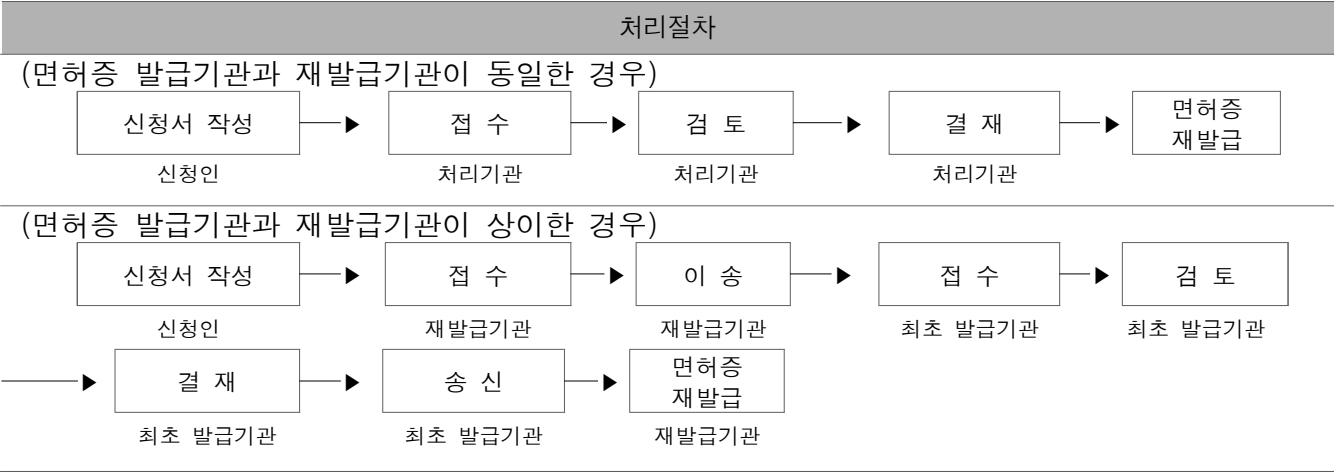 처리절차
(면허증 발급기관과 재발급기관이 동일한 경우)
신청서 작성 접 수 검 토 결 재 면허증
재발급
신청인 처리기관 처리기관 처리기관
(면허증 발급기관과 재발급기관이 상이한 경우)
신청서 작성 접 수 이 송 접 수 검 토
신청인 재발급기관 재발급기관 최초 발급기관 최초 발급기관
결 재 송 신 면허증
재발급
최초 발급기관 최초 발급기관 재발급기관